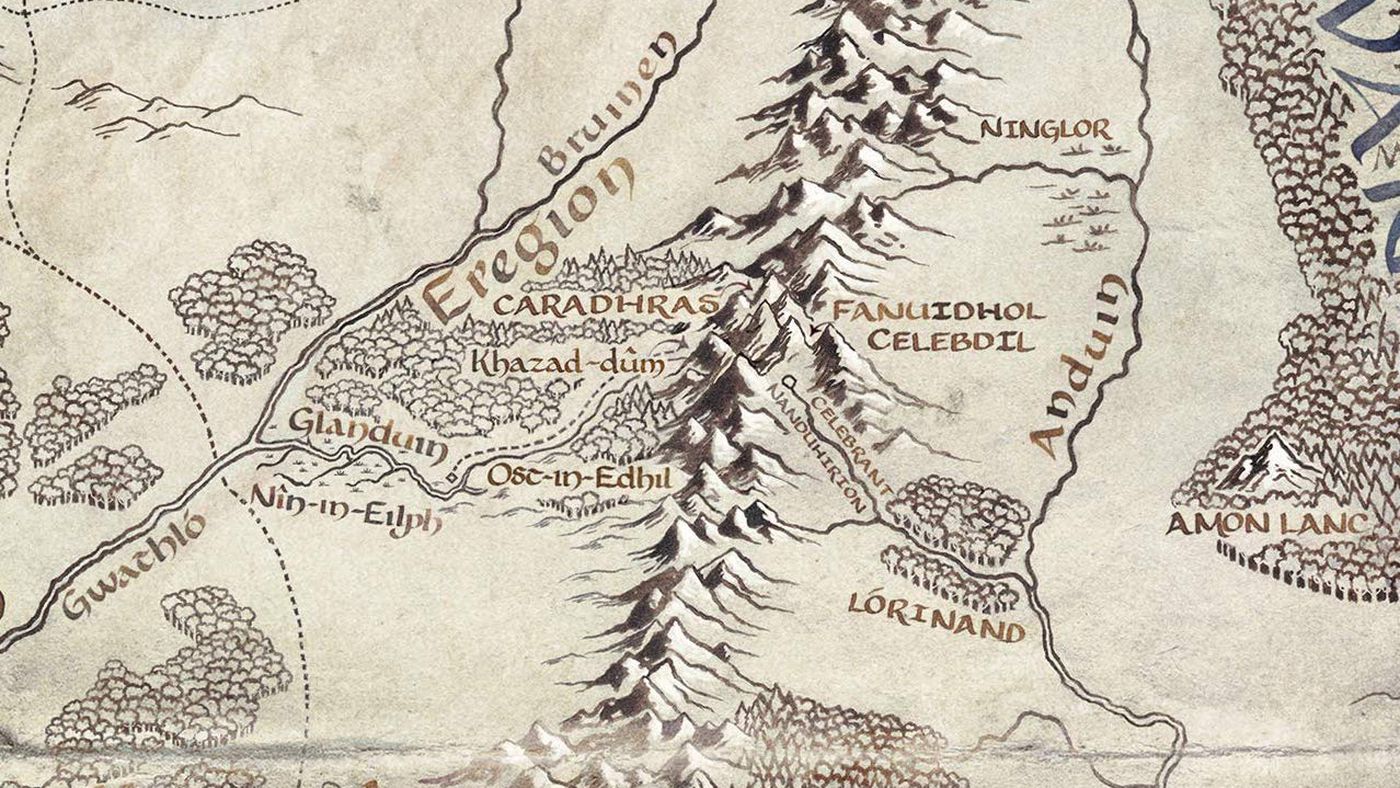 Bruinen
NINGLOR
Eregion
CARADHRAS
FANUIDHOL
CELEBDIL
Khazad-dûm
Anduin
CELEBRANT
NANDUHIRION
Glanduin
Ost-in-Edhil
Nîn-in-Eilph
Gwathló
AMON LANC
LÓRINAND